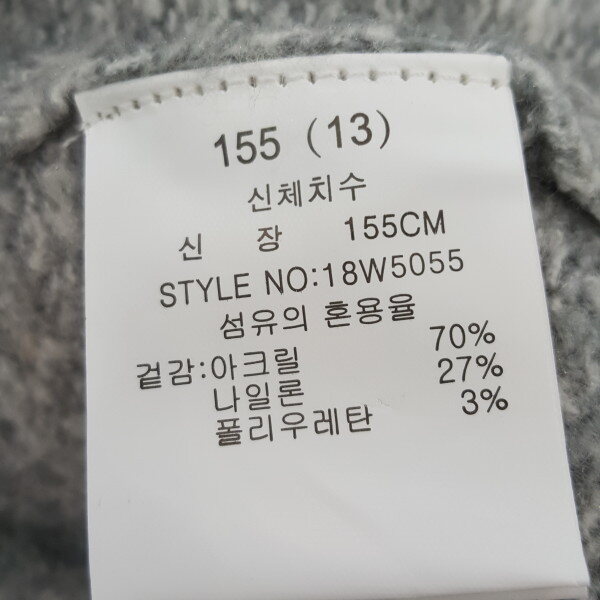 155 (13)
신체치수
신 장 155CM
STYLE NO:18W5055
섬유의 혼용율
겉감:아크릴 70%
나일론 27%
폴리우레탄 3%